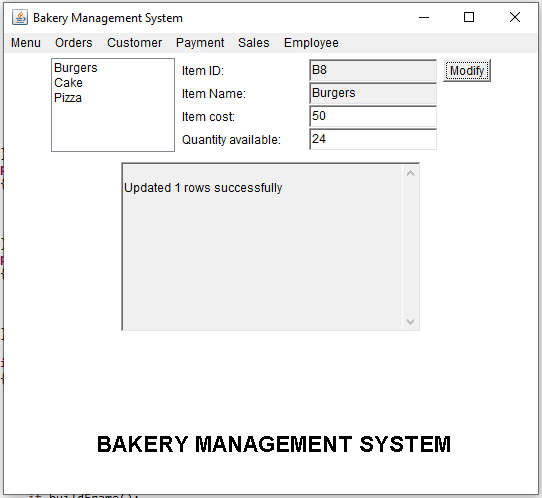 Bakery Management System
Menu Orders Customer Payment Sales Employee
Burgers
Cake
Pizza
Item ID: B8 Modify
Item Name: Burgers
Item cost: 50
Quantity available: 24
Updated 1 rows successfully
BAKERY MANAGEMENT SYSTEM